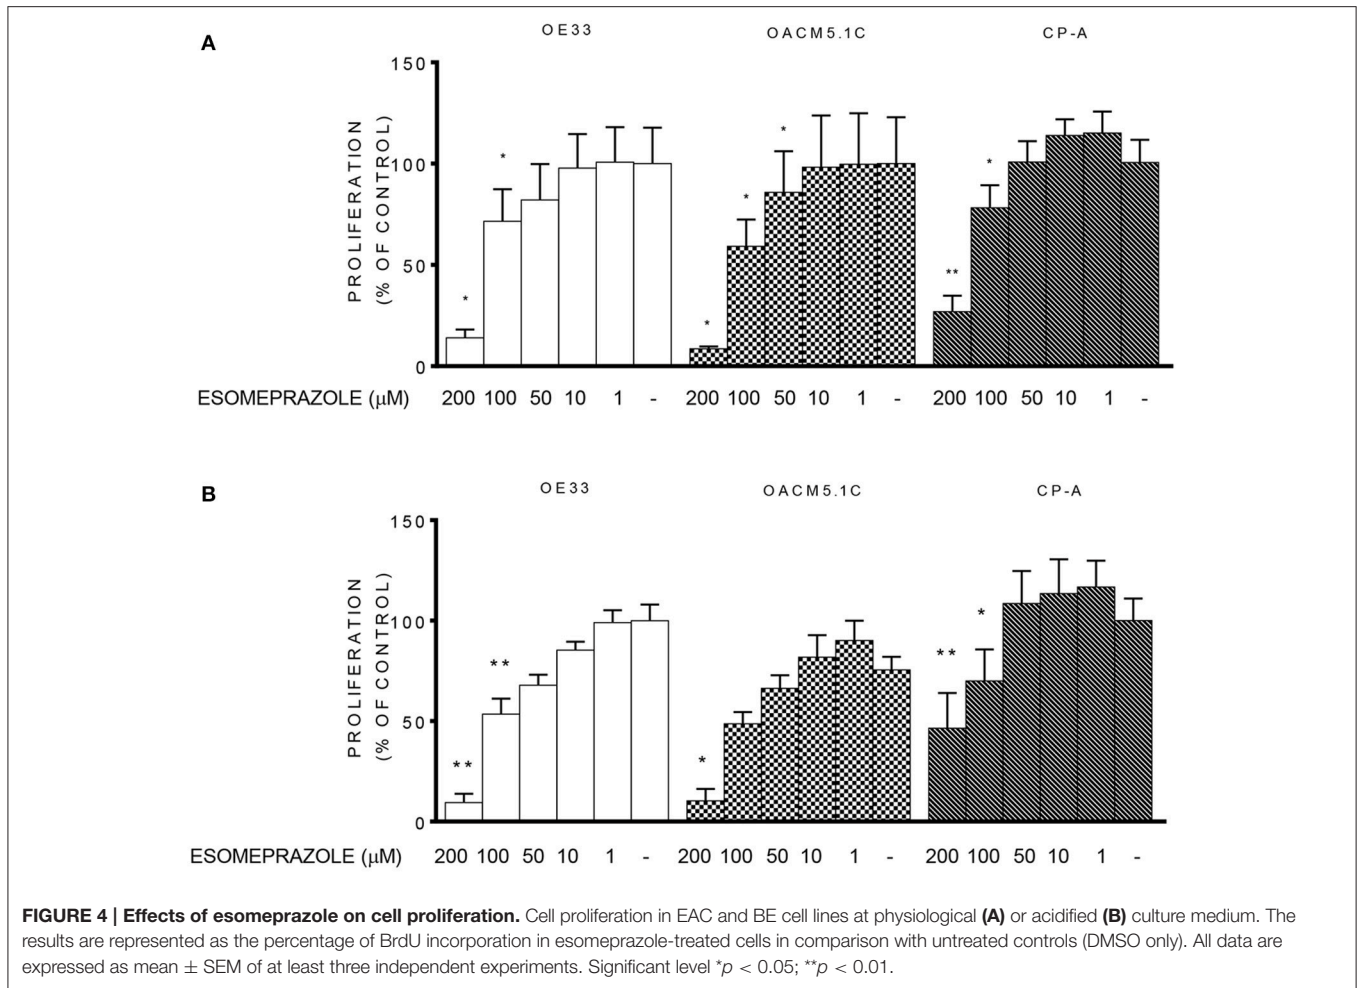 A
OE33 OACM5.1C CP-A
150
100
50
0
PROLIFERATION
(% OF CONTROL)
* * * * * ** *
ESOMEPRAZOLE (μM) 200 100 50 10 1 - 200 100 50 10 1 - 200 100 50 10 1 -
B
OE33 OACM5.1C CP-A
150
100
50
0
PROLIFERATION
(% OF CONTROL)
** ** * ** *
ESOMEPRAZOLE (μM) 200 100 50 10 1 - 200 100 50 10 1 - 200 100 50 10 1 -
FIGURE 4 | Effects of esomeprazole on cell proliferation. Cell proliferation in EAC and BE cell lines at physiological (A) or acidified (B) culture medium. The
results are represented as the percentage of BrdU incorporation in esomeprazole-treated cells in comparison with untreated controls (DMSO only). All data are
expressed as mean ± SEM of at least three independent experiments. Significant level *p < 0.05; **p < 0.01.